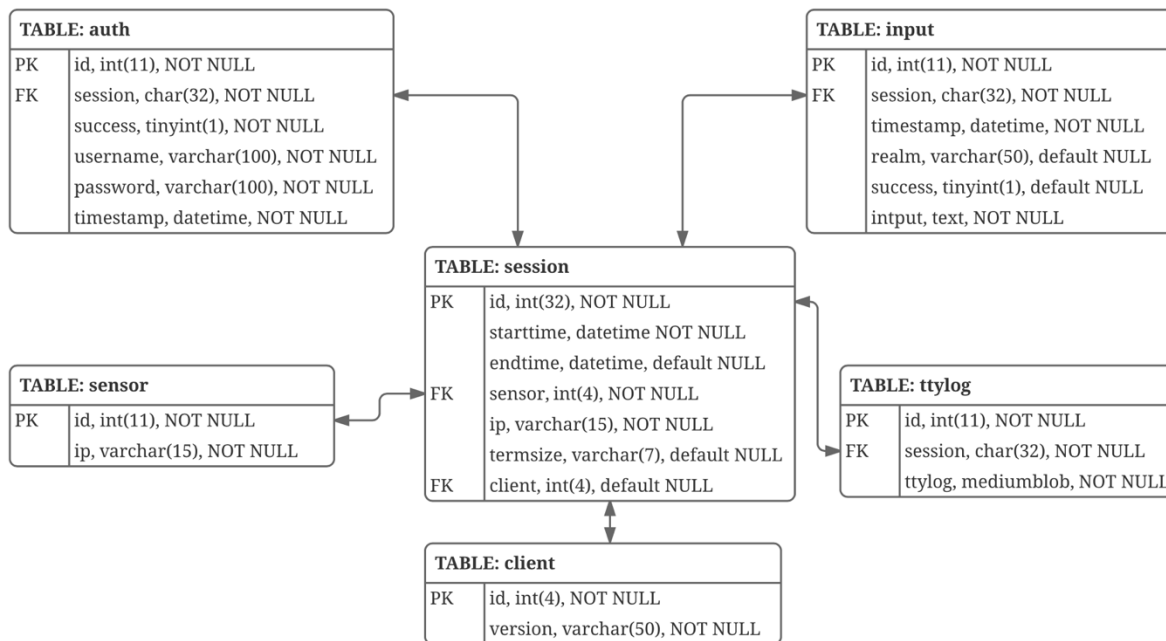 TABLE: auth
PK id, int(11), NOT NULL
FK session, char(32), NOT NULL
success, tinyint(1), NOT NULL
username, varchar(100), NOT NULL
password, varchar(100), NOT NULL
timestamp, datetime, NOT NULL
TABLE: input
PK id, int(11), NOT NULL
FK session, char(32), NOT NULL
timestamp, datetime, NOT NULL
realm, varchar(50), default NULL
success, tinyint(1), default NULL
intput, text, NOT NULL
TABLE: session
PK id, int(32), NOT NULL
starttime, datetime NOT NULL
endtime, datetime, default NULL
FK sensor, int(4), NOT NULL
ip, varchar(15), NOT NULL
termsize, varchar(7), default NULL
FK client, int(4), default NULL
TABLE: sensor
PK id, int(11), NOT NULL
ip, varchar(15), NOT NULL
TABLE: ttylog
PK id, int(11), NOT NULL
FK session, char(32), NOT NULL
ttylog, mediumblob, NOT NULL
TABLE: client
PK id, int(4), NOT NULL
version, varchar(50), NOT NULL